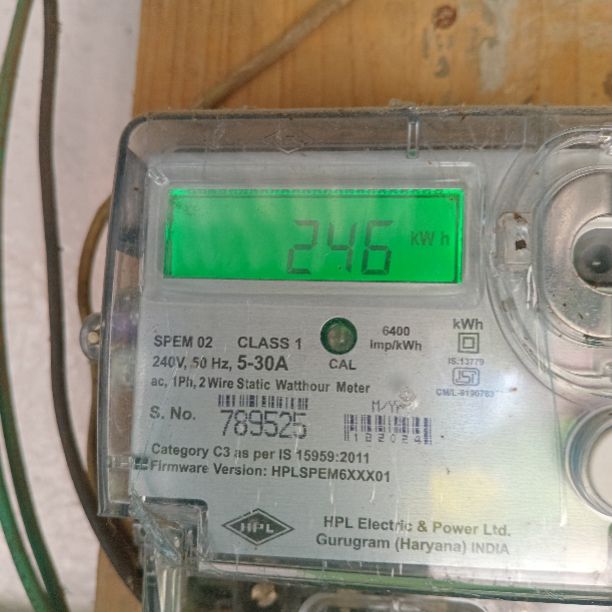 246 kWh
SPEM 02 CLASS 1
240V, 50 Hz, 5-30A
CAL
6400
imp/kWh
kWh
IS:13779
ISI
ac, 1Ph, 2 Wire Static Watthour Meter
S. No. 789525
Category C3 as per IS 15959:2011
Firmware Version: HPLSPEM6XXX01
HPL
HPL Electric & Power Ltd.
Gurugram (Haryana) INDIA